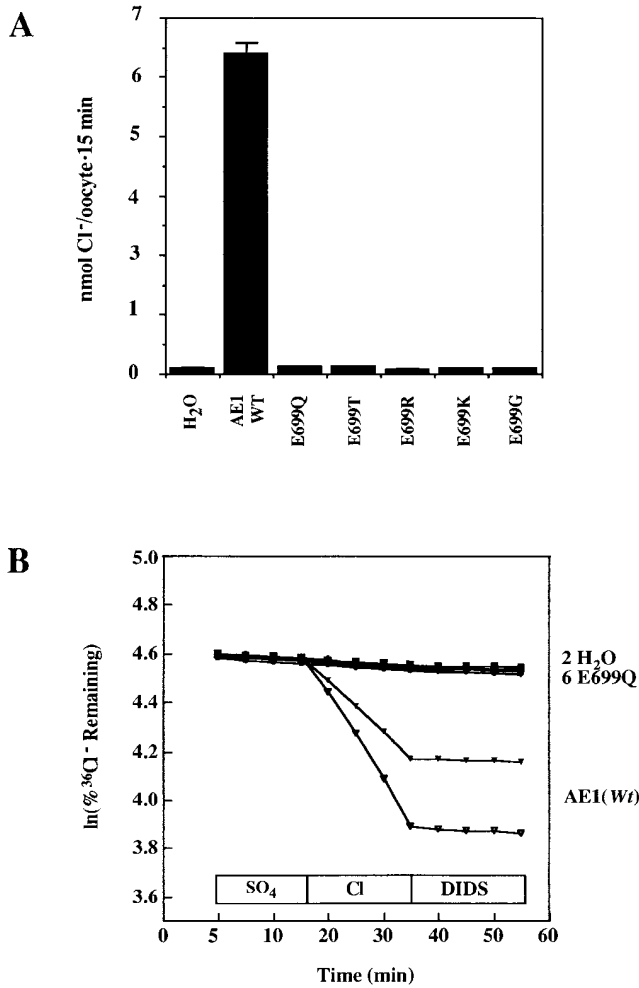 A
nmol Cl⁻/oocyte·15 min
7
6
5
4
3
1
0
H₂O
AE1 WT
E699Q
E699T
E699R
E699K
E699G
B
ln(% ³⁶Cl⁻ Remaining)
5.0
4.8
4.6
4.4
4.2
4.0
3.8
3.6
2 H₂O
6 E699Q
AE1(Wt)
SO₄ Cl DIDS
0 5 10 20 30 40 50 60
Time (min)